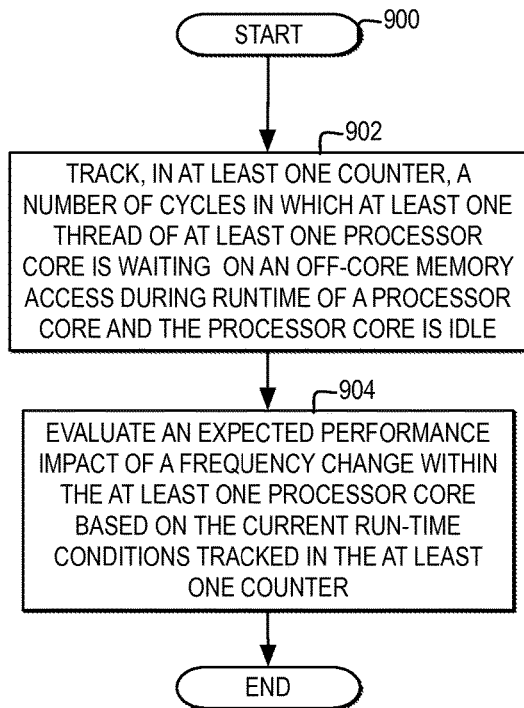 START
900
902
TRACK, IN AT LEAST ONE COUNTER, A
NUMBER OF CYCLES IN WHICH AT LEAST ONE
THREAD OF AT LEAST ONE PROCESSOR
CORE IS WAITING ON AN OFF-CORE MEMORY
ACCESS DURING RUNTIME OF A PROCESSOR
CORE AND THE PROCESSOR CORE IS IDLE
904
EVALUATE AN EXPECTED PERFORMANCE
IMPACT OF A FREQUENCY CHANGE WITHIN
THE AT LEAST ONE PROCESSOR CORE
BASED ON THE CURRENT RUN-TIME
CONDITIONS TRACKED IN THE AT LEAST
ONE COUNTER
END